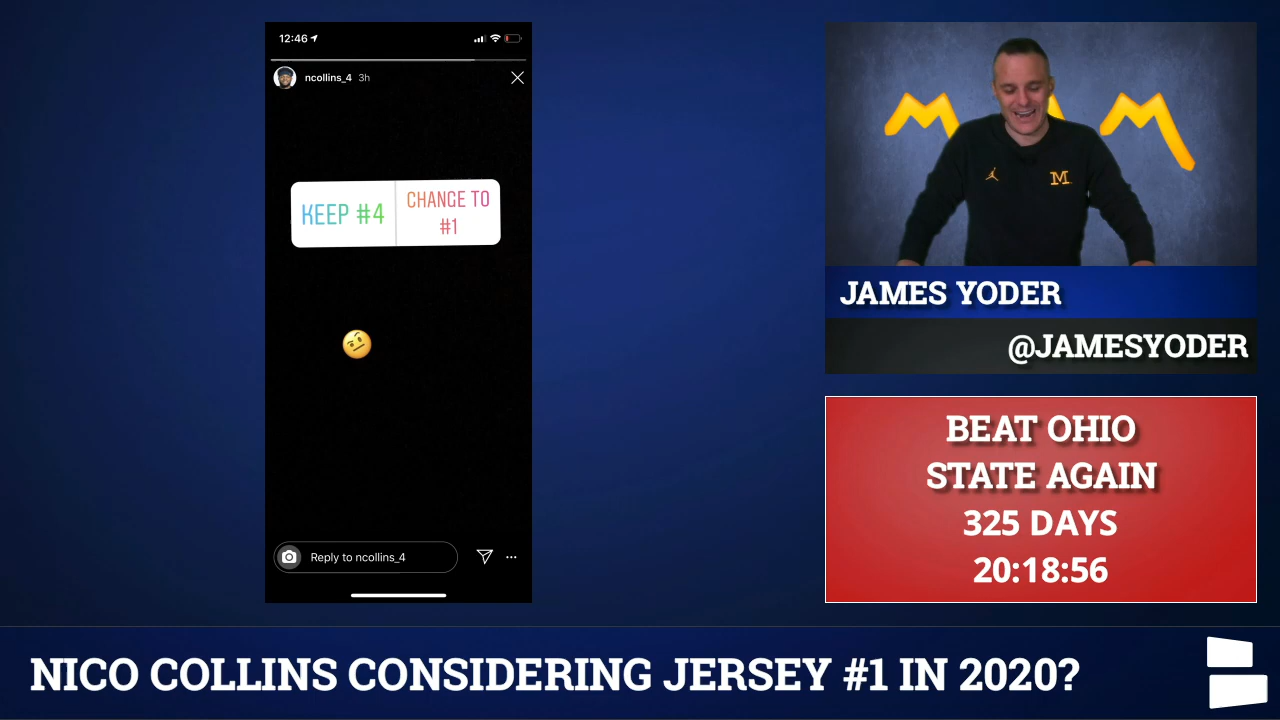 12:46
ncollins_4 3h
KEEP #4
CHANGE TO
#1
Reply to ncollins_4
M
JAMES YODER
@JAMESYODER
BEAT OHIO
STATE AGAIN
325 DAYS
20:18:56
NICO COLLINS CONSIDERING JERSEY #1 IN 2020?